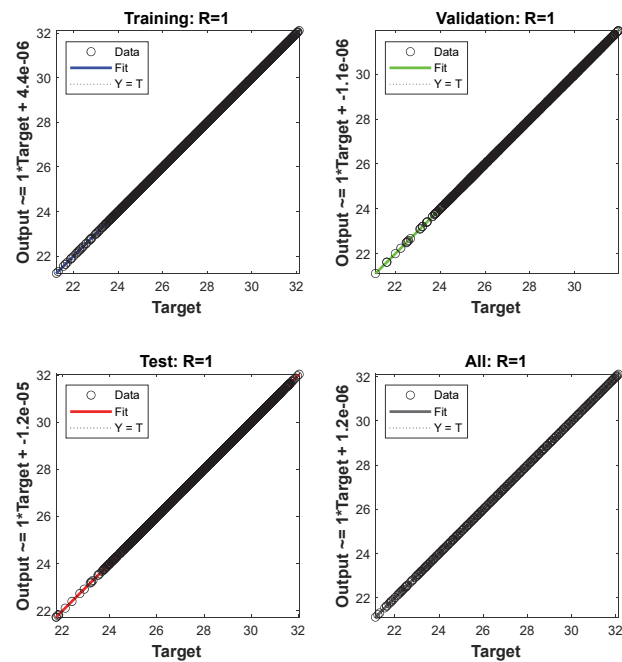 Training: R=1
Output ~= 1*Target + 4.4e-06
32
30
28
26
24
22
Data
Fit
Y = T
22 24 26 28 30 32
Target
Validation: R=1
Output ~= 1*Target + -1.1e-06
30
28
26
24
22
Data
Fit
Y = T
22 24 26 28 30
Target
Test: R=1
Output ~= 1*Target + -1.2e-05
32
30
28
26
24
22
Data
Fit
Y = T
22 24 26 28 30 32
Target
All: R=1
Output ~= 1*Target + 1.2e-06
32
30
28
26
24
22
Data
Fit
Y = T
22 24 26 28 30 32
Target